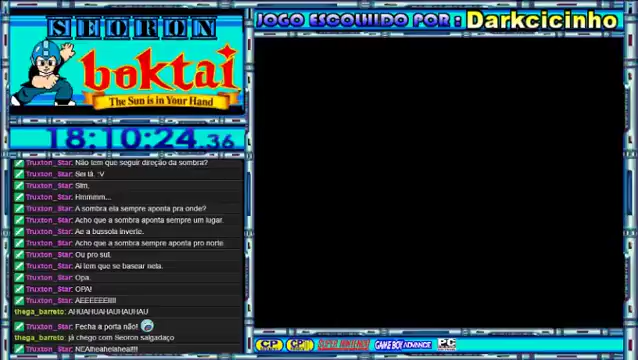 SEORON
boktai
The Sun is in Your Hand
18:10:24.36
Truxton_Star: Não tem que seguir direção da sombra?
Truxton_Star: Sei lá. :V
Truxton_Star: Sim.
Truxton_Star: Hmmmm...
Truxton_Star: A sombra ela sempre aponta pra onde?
Truxton_Star: Acho que a sombra aponta sempre um lugar.
Truxton_Star: Ae a bussola inverte.
Truxton_Star: Acho que a sombra sempre aponta pro norte.
Truxton_Star: Ou pro sul.
Truxton_Star: Ai tem que se basear nela.
Truxton_Star: Opa.
Truxton_Star: OPA!
Truxton_Star: AEEEEEE!!!!
thega_barreto: AHUAHUAHAUHAUHAU
Truxton_Star: Fecha a porta não!
thega_barreto: já chego com Seoron salgadaço
Truxton_Star:
JOGO ESCOLHIDO POR : Darkcicinho
SUPER NINTENDO
GAME BOY ADVANCE
PC